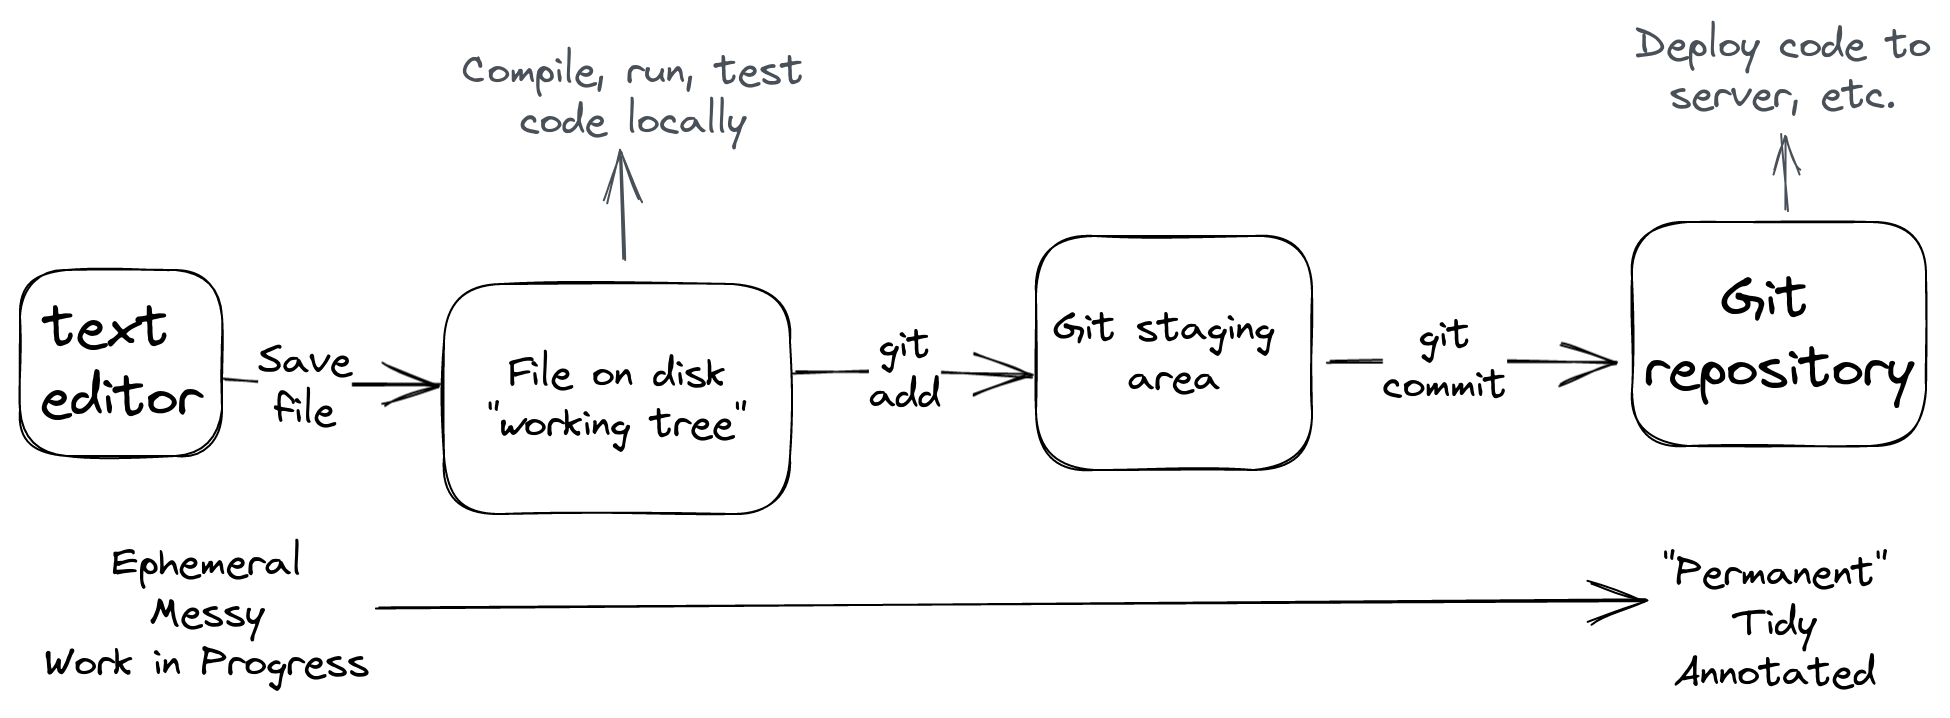 Compile, run, test
code locally
Deploy code to
server, etc.
text
editor
Save
file
File on disk
"working tree"
git
add
Git staging
area
git
commit
Git
repository
Ephemeral
Messy
Work in Progress
"Permanent"
Tidy
Annotated